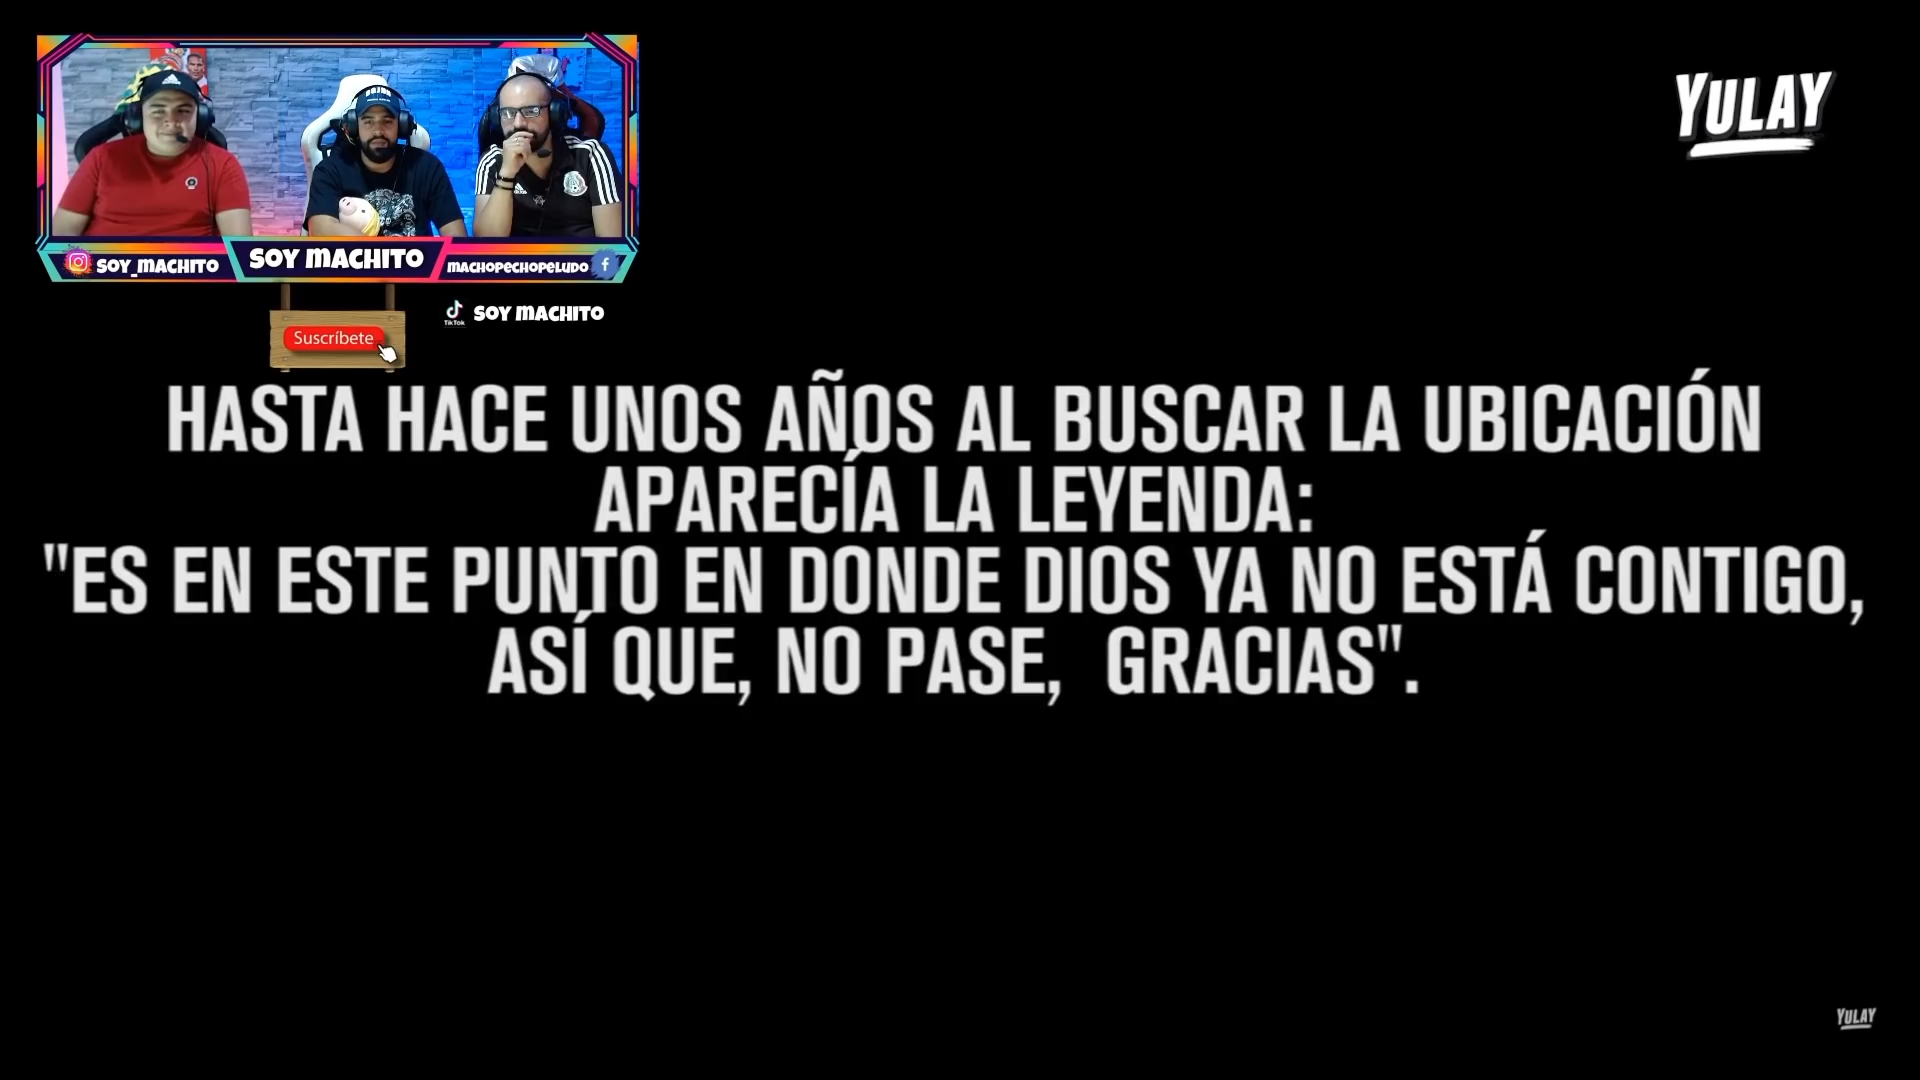 YULAY
SOY_MACHITO
SOY MACHITO
MACHOPECHOPELUDO
TikTok
SOY MACHITO
Suscríbete
HASTA HACE UNOS AÑOS AL BUSCAR LA UBICACIÓN
APARECÍA LA LEYENDA:
"ES EN ESTE PUNTO EN DONDE DIOS YA NO ESTÁ CONTIGO,
ASÍ QUE, NO PASE,  GRACIAS".
YULAY